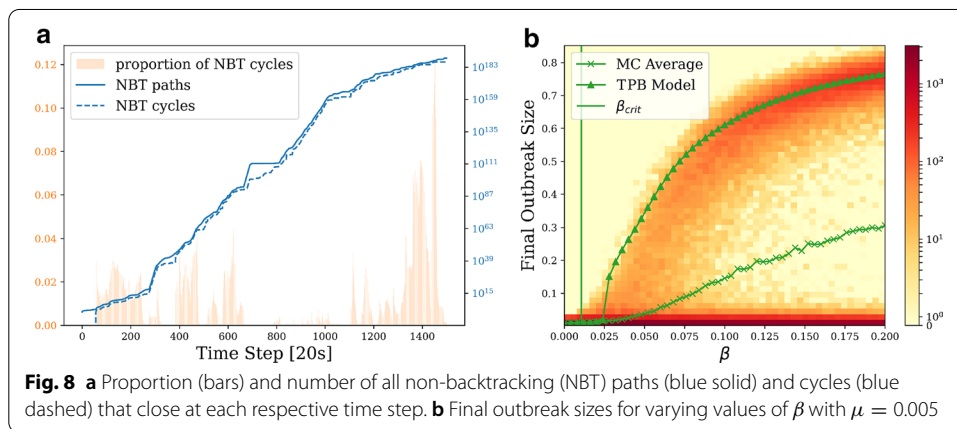 a
0.12
0.10
0.08
0.06
0.04
0.02
0.00
proportion of NBT cycles
NBT paths
NBT cycles
10^183
10^159
10^135
10^111
10^87
10^63
10^39
10^15
0 200 400 600 800 1000 1200 1400
Time Step [20s]
b
Final Outbreak Size
0.8
0.7
0.6
0.5
0.4
0.3
0.2
0.1
MC Average
TPB Model
β_crit
10^3
10^2
10^1
10^0
0
0.000 0.025 0.050 0.075 0.100 0.125 0.150 0.175 0.200
β
Fig. 8 a Proportion (bars) and number of all non-backtracking (NBT) paths (blue solid) and cycles (blue
dashed) that close at each respective time step. b Final outbreak sizes for varying values of β with μ = 0.005